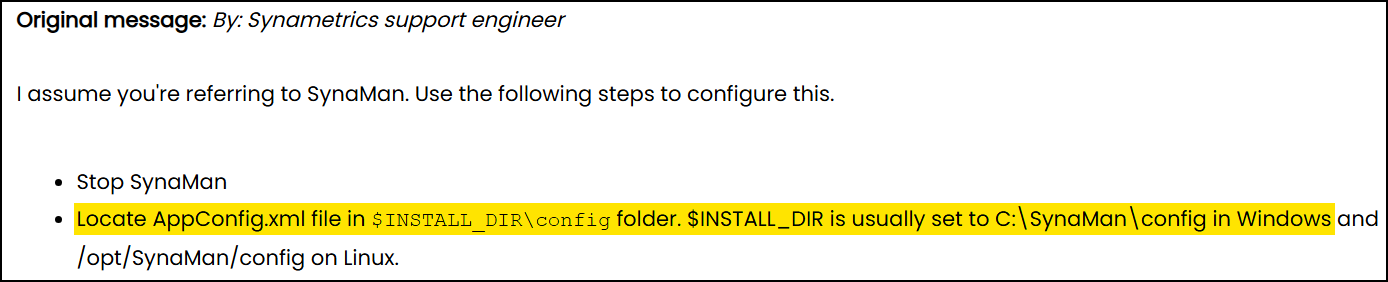 Original message: By: Synametrics support engineer
I assume you're referring to SynaMan. Use the following steps to configure this.
• Stop SynaMan
• Locate AppConfig.xml file in $INSTALL_DIR\config folder. $INSTALL_DIR is usually set to C:\SynaMan\config in Windows and
/opt/SynaMan/config on Linux.